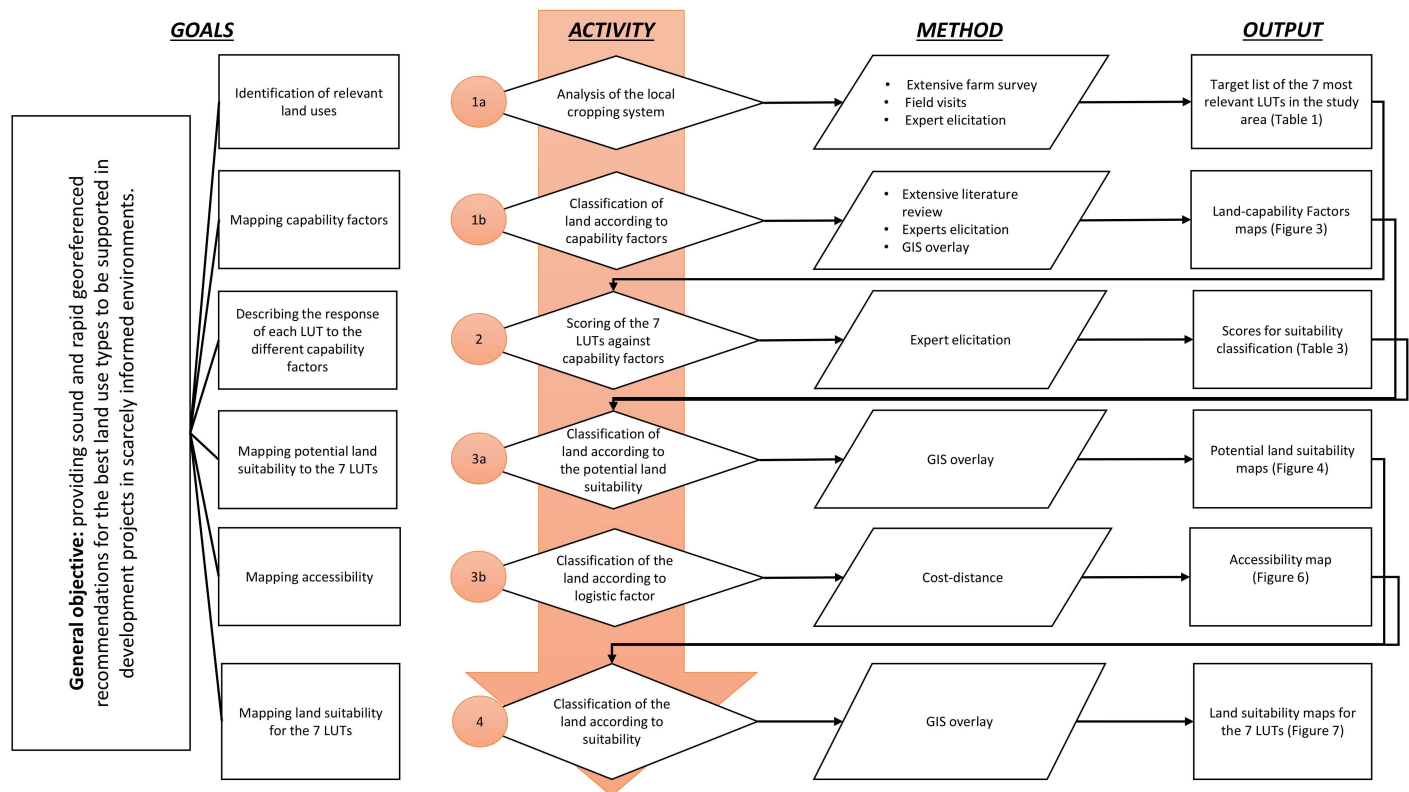 GOALS
ACTIVITY
METHOD
OUTPUT
General objective: providing sound and rapid georeferenced
recommendations for the best land use types to be supported in
development projects in scarcely informed environments.
Identification of relevant
land uses
1a
Analysis of the local
cropping system
• Extensive farm survey
• Field visits
• Expert elicitation
Target list of the 7 most
relevant LUTs in the study
area (Table 1)
Mapping capability factors
1b
Classification of
land according to
capability factors
• Extensive literature
review
• Experts elicitation
• GIS overlay
Land-capability Factors
maps (Figure 3)
Describing the response
of each LUT to the
different capability
factors
2
Scoring of the 7
LUTs against
capability factors
Expert elicitation
Scores for suitability
classification (Table 3)
Mapping potential land
suitability to the 7 LUTs
3a
Classification of
land according to
the potential land
suitability
GIS overlay
Potential land suitability
maps (Figure 4)
Mapping accessibility
3b
Classification of the
land according to
logistic factor
Cost-distance
Accessibility map
(Figure 6)
Mapping land suitability
for the 7 LUTs
4
Classification of the
land according to
suitability
GIS overlay
Land suitability maps for
the 7 LUTs (Figure 7)